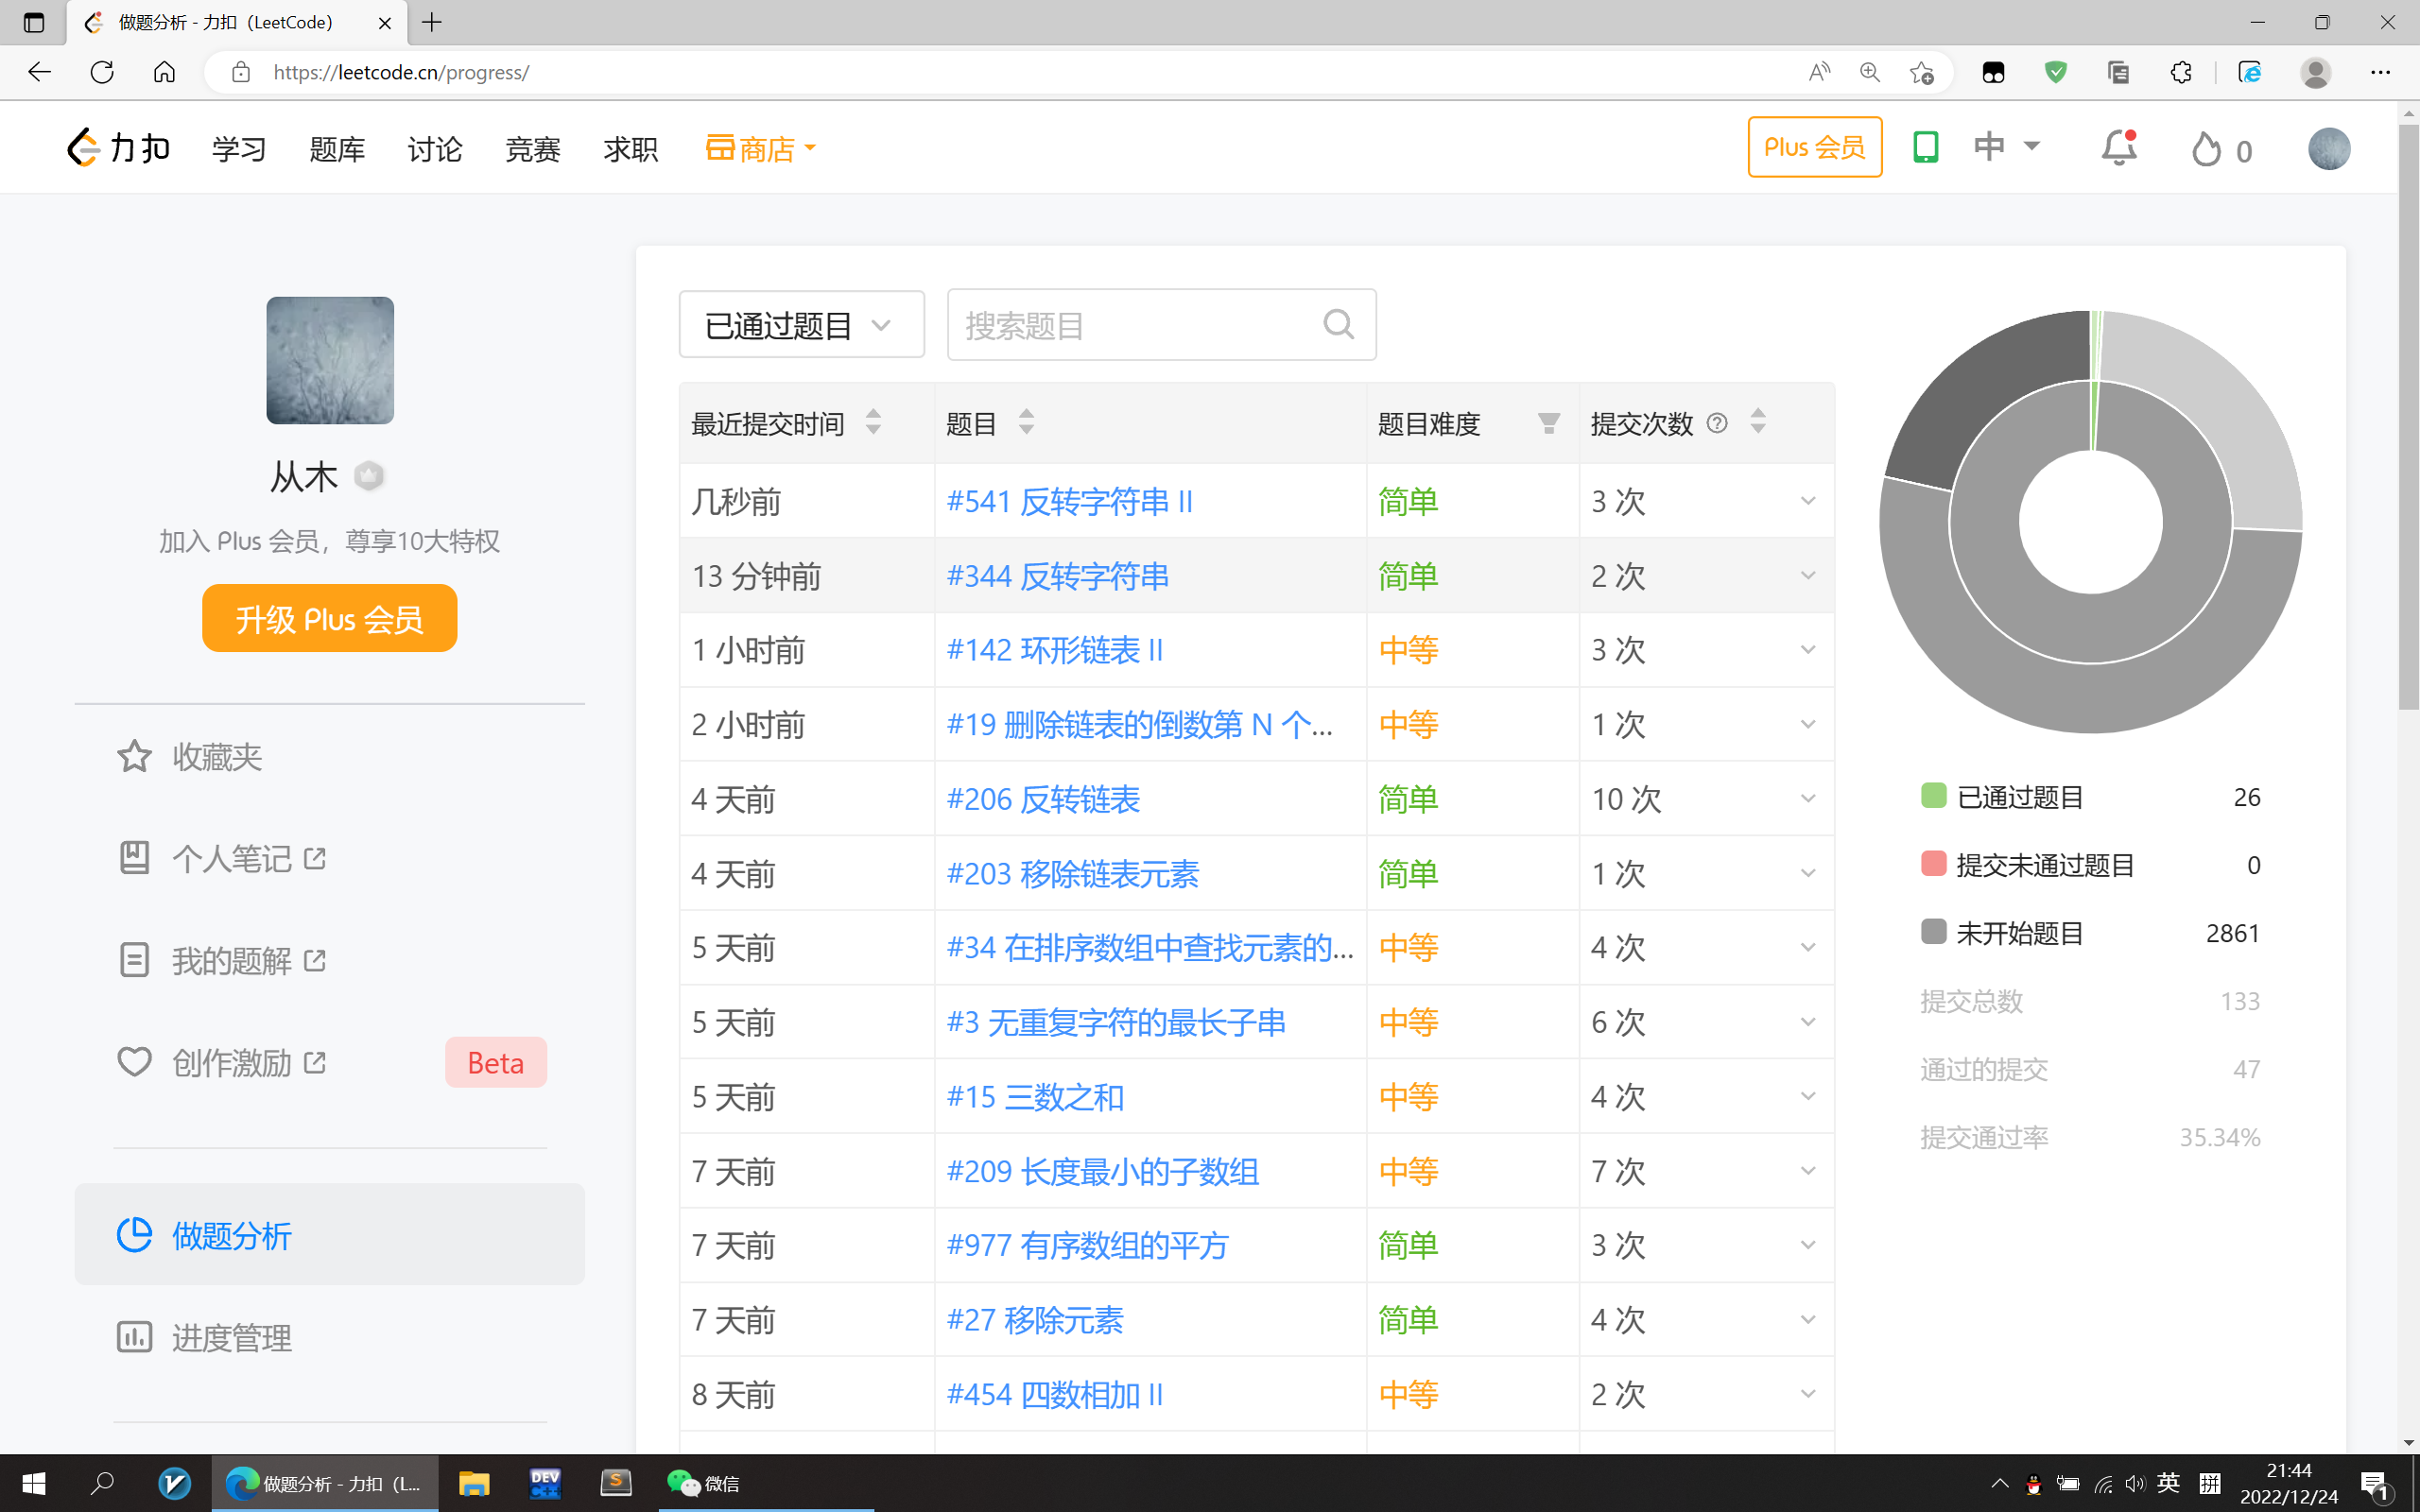 做题分析 - 力扣（LeetCode）
https://leetcode.cn/progress/
力扣 学习 题库 讨论 竞赛 求职 商店 Plus 会员 中 0
从木
加入 Plus 会员，尊享10大特权
升级 Plus 会员
收藏夹
个人笔记
我的题解
创作激励 Beta
做题分析
进度管理
已通过题目 搜索题目
最近提交时间 题目 题目难度 提交次数
几秒前 #541 反转字符串 II 简单 3 次
13 分钟前 #344 反转字符串 简单 2 次
1 小时前 #142 环形链表 II 中等 3 次
2 小时前 #19 删除链表的倒数第 N 个... 中等 1 次
4 天前 #206 反转链表 简单 10 次
4 天前 #203 移除链表元素 简单 1 次
5 天前 #34 在排序数组中查找元素的... 中等 4 次
5 天前 #3 无重复字符的最长子串 中等 6 次
5 天前 #15 三数之和 中等 4 次
7 天前 #209 长度最小的子数组 中等 7 次
7 天前 #977 有序数组的平方 简单 3 次
7 天前 #27 移除元素 简单 4 次
8 天前 #454 四数相加 II 中等 2 次
已通过题目 26
提交未通过题目 0
未开始题目 2861
提交总数 133
通过的提交 47
提交通过率 35.34%
做题分析 - 力扣（L... DEV C++ S 微信 英 拼 21:44
2022/12/24 1